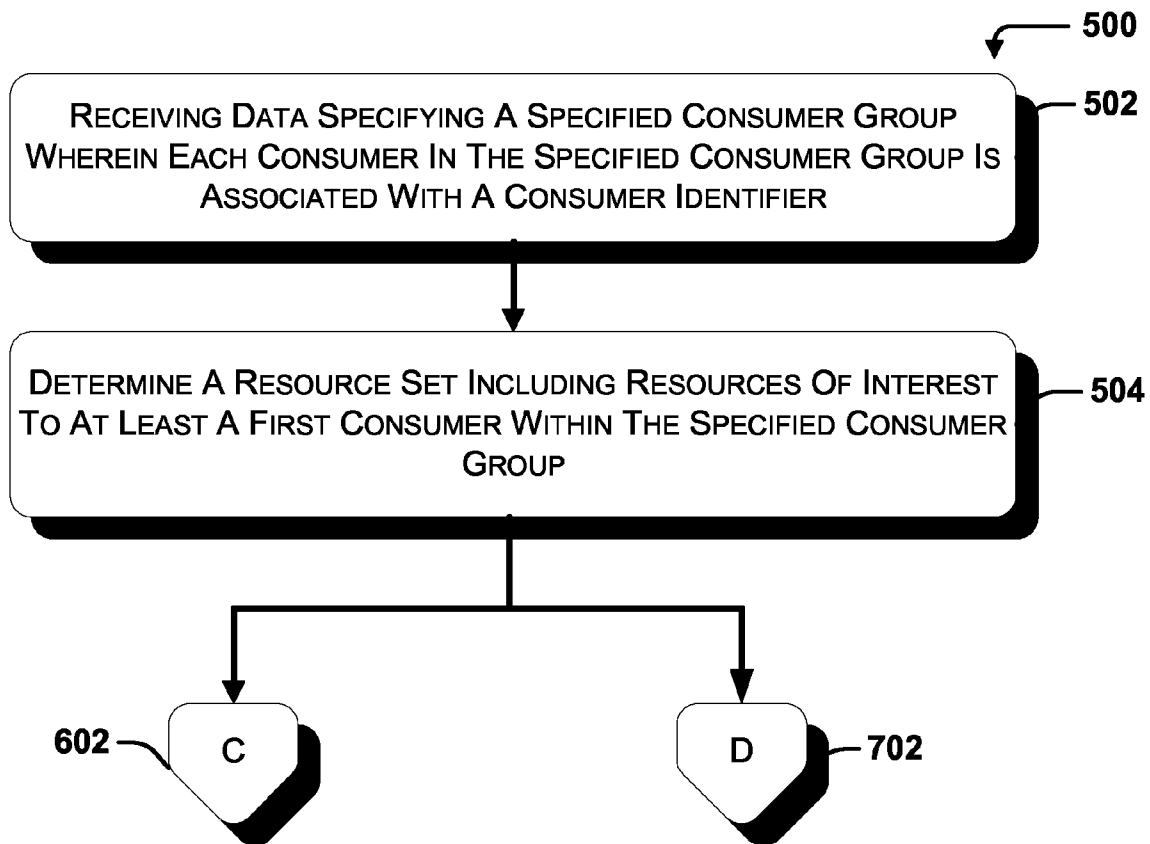 500
RECEIVING DATA SPECIFYING A SPECIFIED CONSUMER GROUP
WHEREIN EACH CONSUMER IN THE SPECIFIED CONSUMER GROUP IS
ASSOCIATED WITH A CONSUMER IDENTIFIER
502
DETERMINE A RESOURCE SET INCLUDING RESOURCES OF INTEREST
TO AT LEAST A FIRST CONSUMER WITHIN THE SPECIFIED CONSUMER
GROUP
504
602
C
D
702